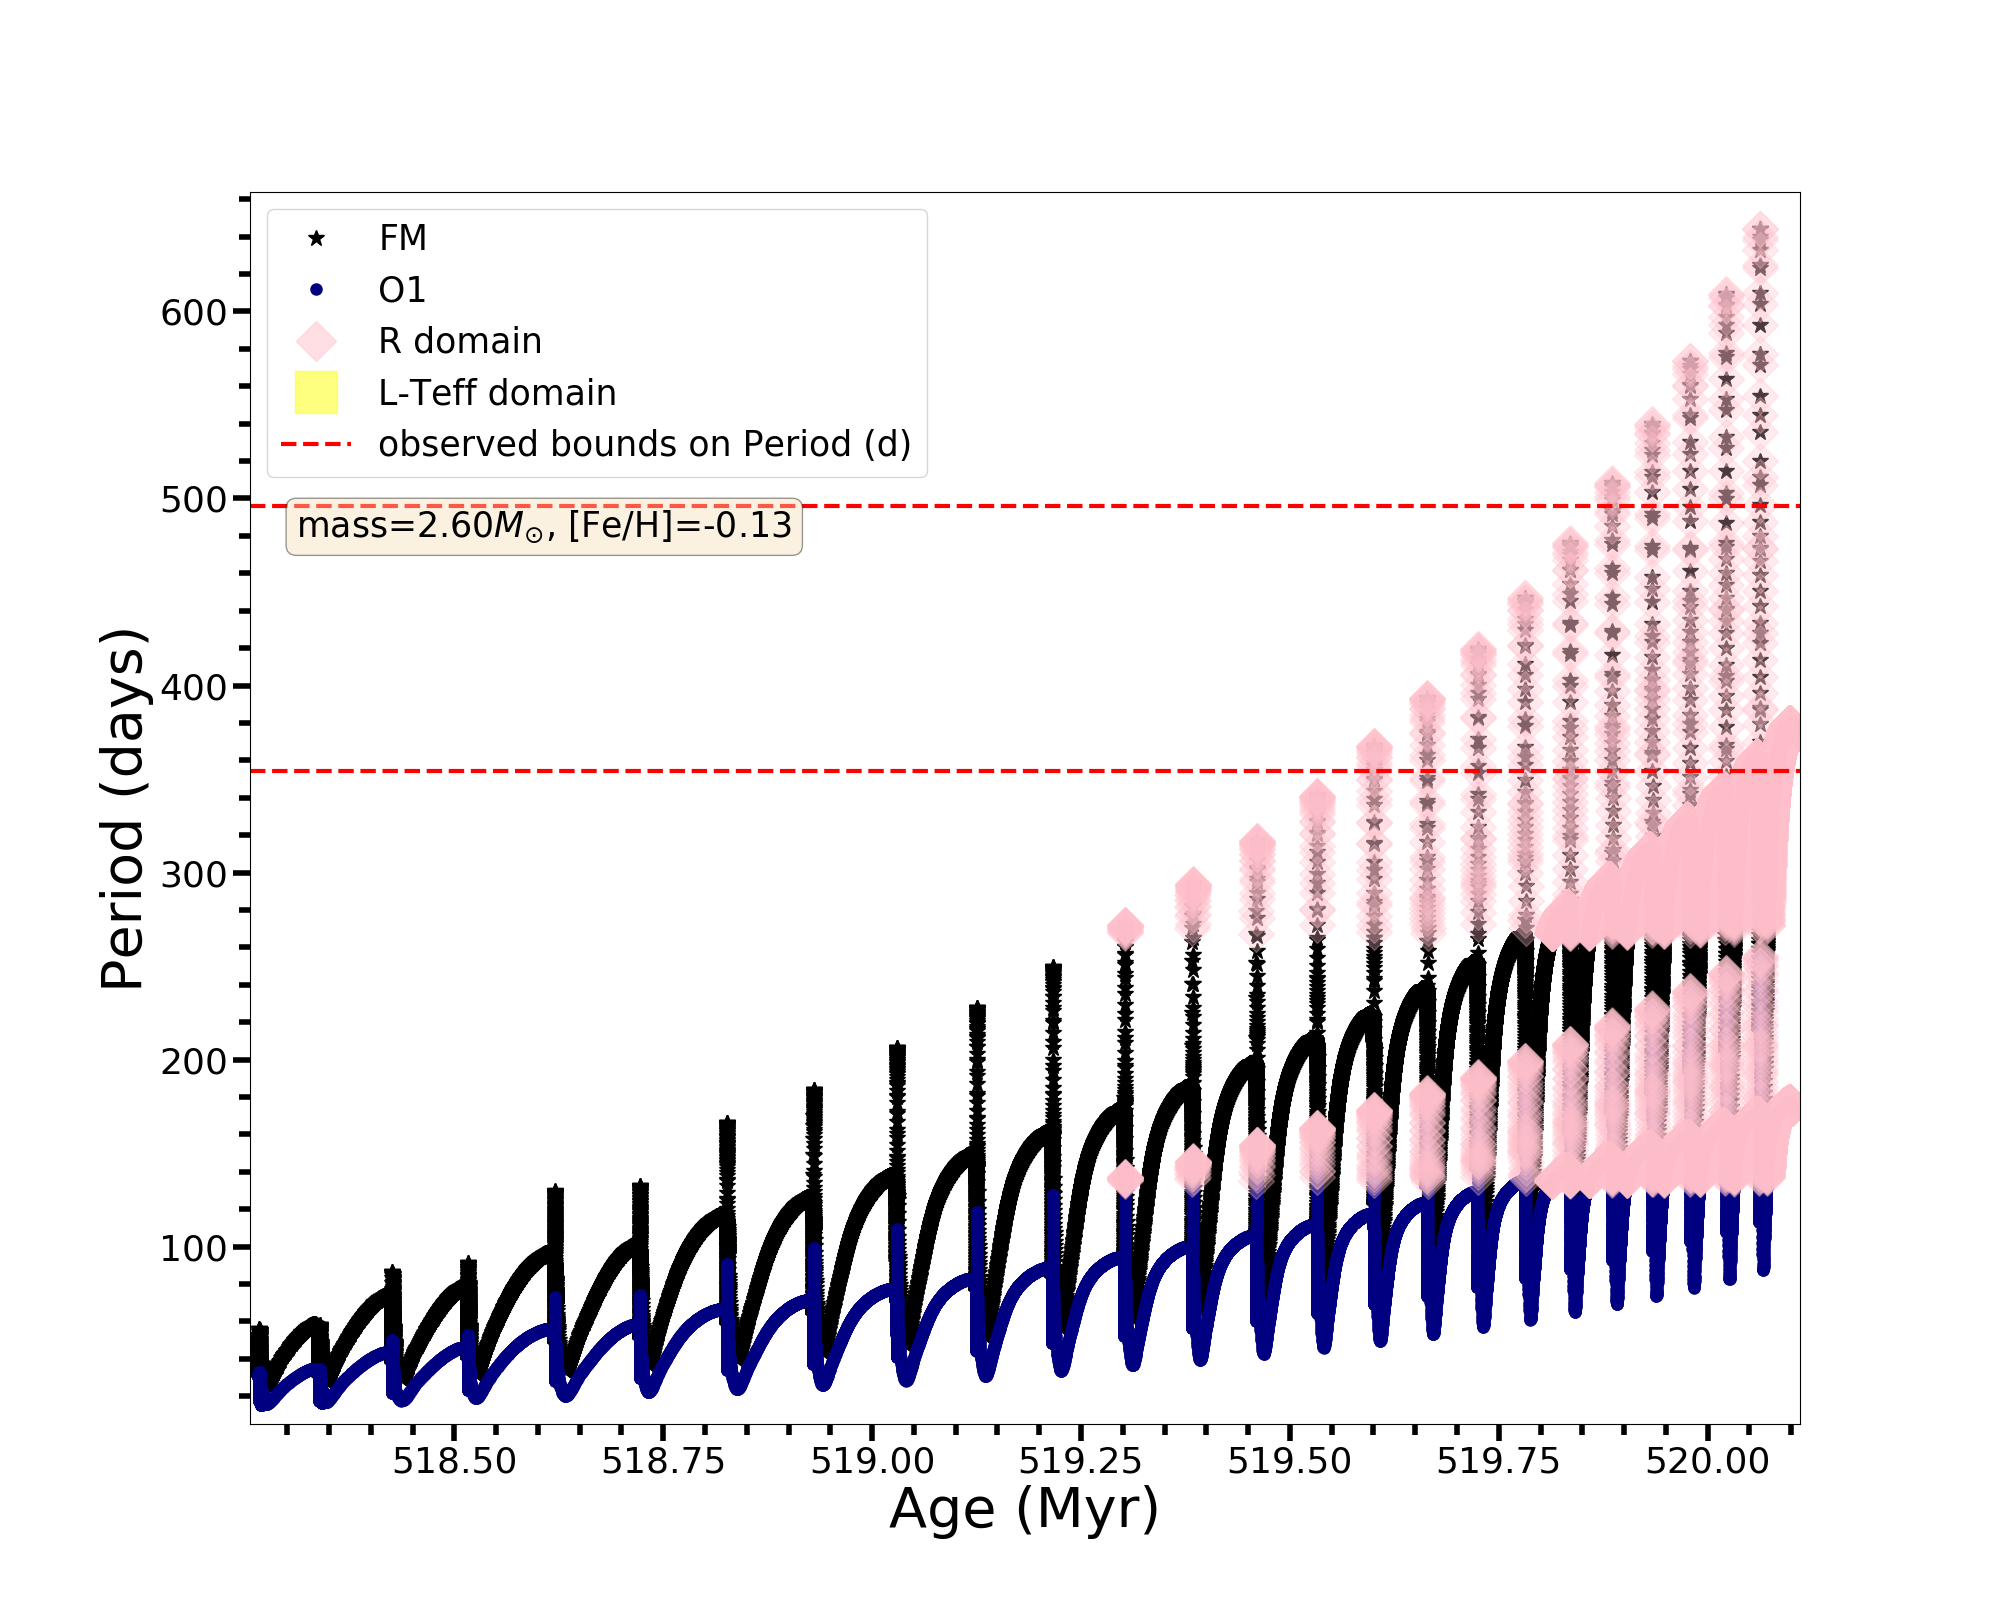 FM
O1
R domain
L-Teff domain
observed bounds on Period (d)
mass=2.60M⊙, [Fe/H]=-0.13
600
500
400
300
200
100
Period (days)
518.50 518.75 519.00 519.25 519.50 519.75 520.00
Age (Myr)